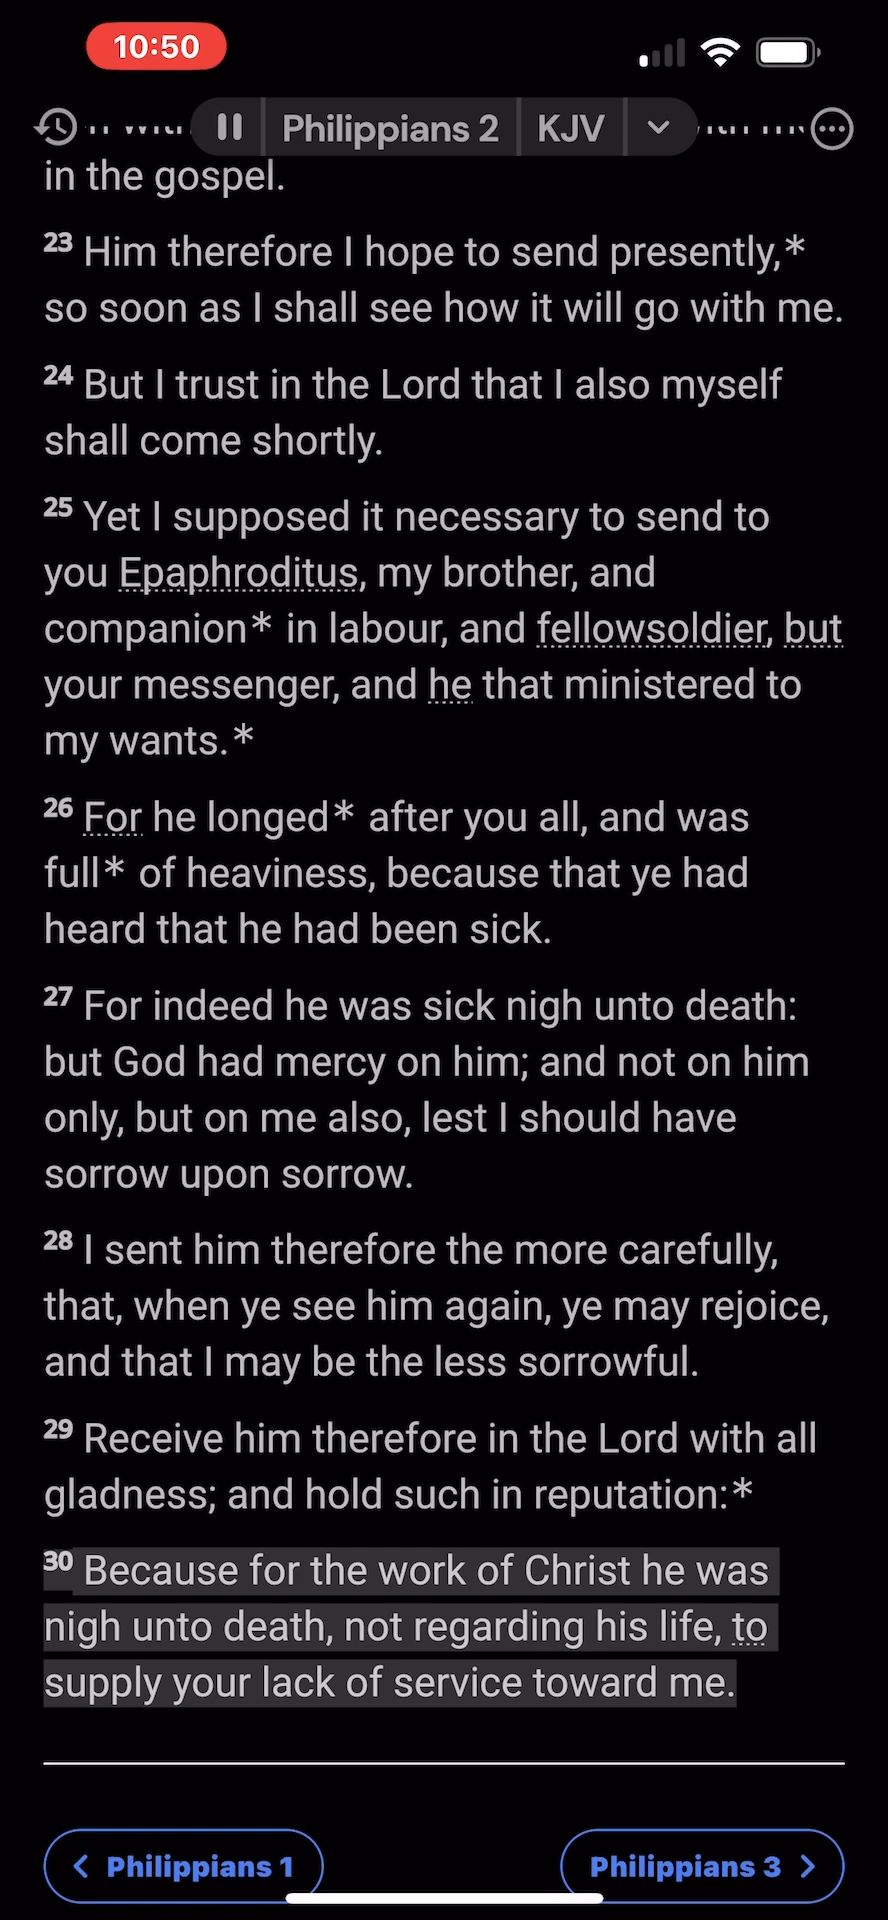 10:50
Philippians 2 KJV
in the gospel.
23 Him therefore I hope to send presently,*
so soon as I shall see how it will go with me.
24 But I trust in the Lord that I also myself
shall come shortly.
25 Yet I supposed it necessary to send to
you Epaphroditus, my brother, and
companion* in labour, and fellowsoldier, but
your messenger, and he that ministered to
my wants.*
26 For he longed* after you all, and was
full* of heaviness, because that ye had
heard that he had been sick.
27 For indeed he was sick nigh unto death:
but God had mercy on him; and not on him
only, but on me also, lest I should have
sorrow upon sorrow.
28 I sent him therefore the more carefully,
that, when ye see him again, ye may rejoice,
and that I may be the less sorrowful.
29 Receive him therefore in the Lord with all
gladness; and hold such in reputation:*
30 Because for the work of Christ he was
nigh unto death, not regarding his life, to
supply your lack of service toward me.
Philippians 1 Philippians 3